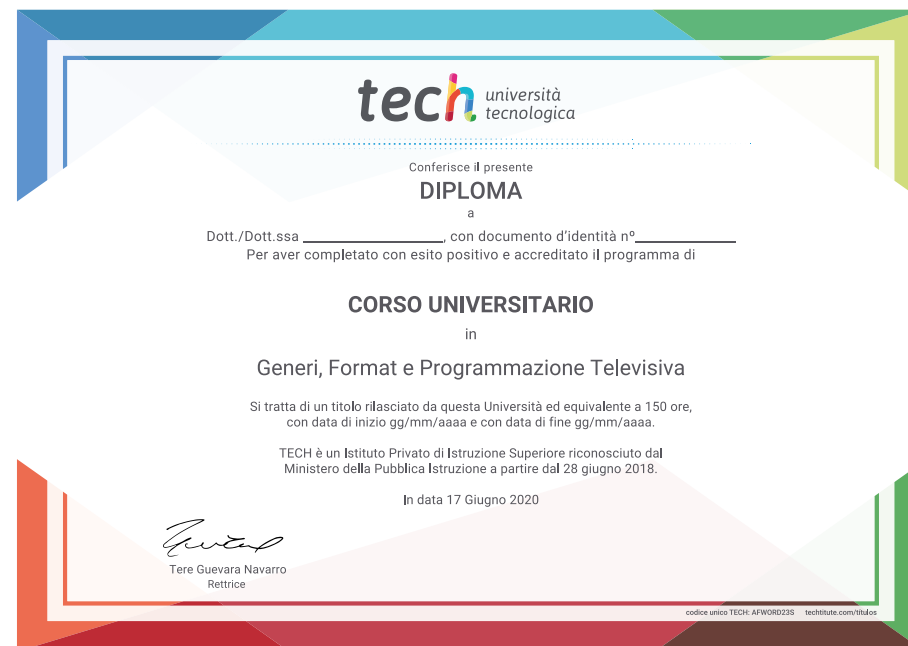 tech università
tecnologica
Conferisce il presente
DIPLOMA
a
Dott./Dott.ssa ____________________, con documento d'identità nº______________
Per aver completato con esito positivo e accreditato il programma di
CORSO UNIVERSITARIO
in
Generi, Format e Programmazione Televisiva
Si tratta di un titolo rilasciato da questa Università ed equivalente a 150 ore,
con data di inizio gg/mm/aaaa e con data di fine gg/mm/aaaa.
TECH è un Istituto Privato di Istruzione Superiore riconosciuto dal
Ministero della Pubblica Istruzione a partire dal 28 giugno 2018.
In data 17 Giugno 2020
Tere Guevara Navarro
Rettrice
codice unico TECH: AFWORD23S techtitute.com/títulos